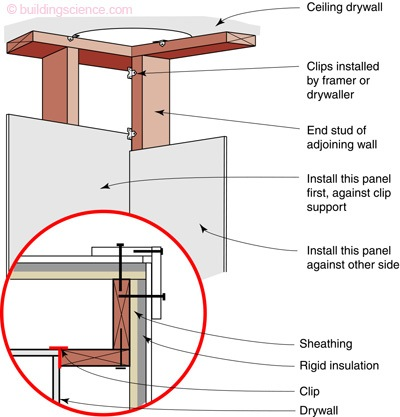 © buildingscience.com
Ceiling drywall
Clips installed
by framer or
drywaller
End stud of
adjoining wall
Install this panel
first, against clip
support
Install this panel
against other side
Sheathing
Rigid insulation
Clip
Drywall